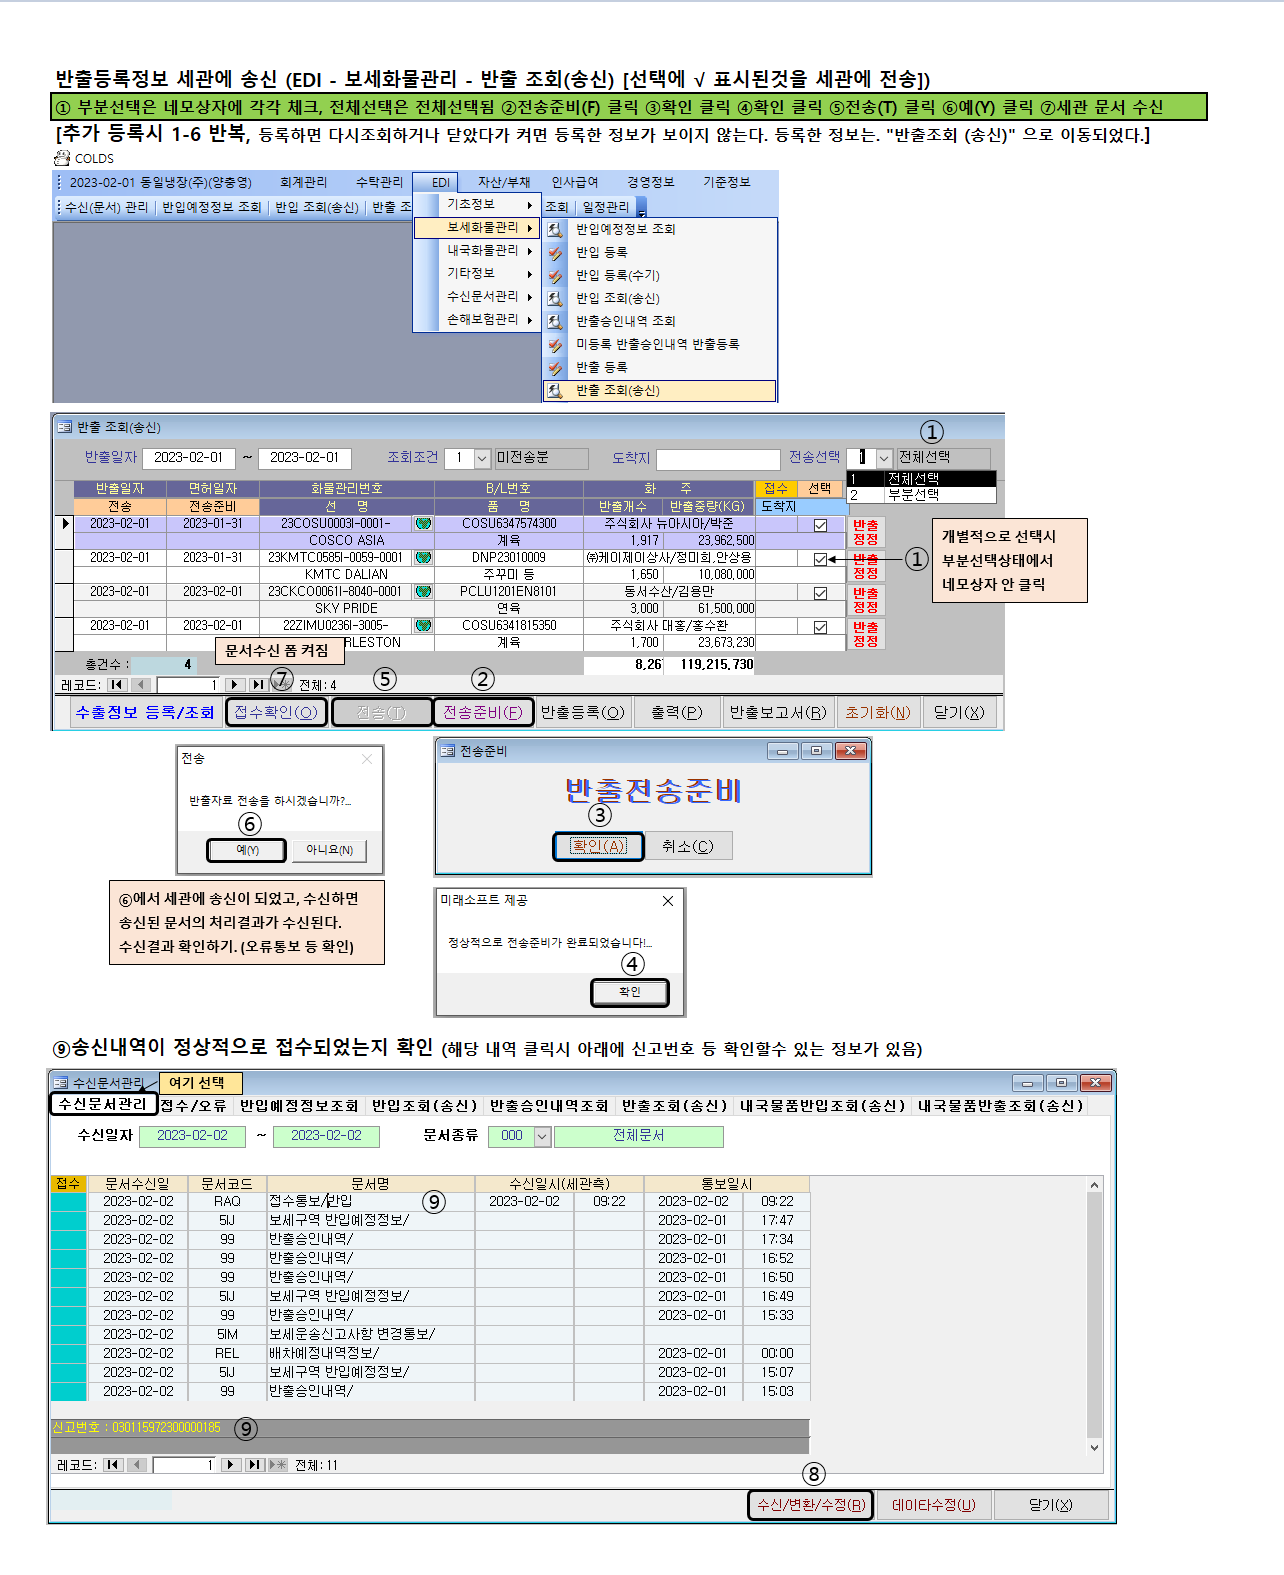 반출등록정보 세관에 송신 (EDI - 보세화물관리 - 반출 조회(송신) [선택에 √ 표시된것을 세관에 전송])
① 부분선택은 네모상자에 각각 체크, 전체선택은 전체선택됨 ②전송준비(F) 클릭 ③확인 클릭 ④확인 클릭 ⑤전송(T) 클릭 ⑥예(Y) 클릭 ⑦세관 문서 수신
[추가 등록시 1-6 반복, 등록하면 다시조회하거나 닫았다가 켜면 등록한 정보가 보이지 않는다. 등록한 정보는. "반출조회 (송신)" 으로 이동되었다.]
COLDS
2023-02-01 동일냉장(주)(양충영) 회계관리 수탁관리 EDI 자산/부채 인사급여 경영정보 기준정보
수신(문서) 관리 반입예정정보 조회 반입 조회(송신) 반출 조 조회 일정관리
기초정보
보세화물관리
내국화물관리
기타정보
수신문서관리
손해보험관리
반입예정정보 조회
반입 등록
반입 등록(수기)
반입 조회(송신)
반출승인내역 조회
미등록 반출승인내역 반출등록
반출 등록
반출 조회(송신)
반출 조회(송신)
①
반출일자 2023-02-01 ~ 2023-02-01 조회조건 1 미전송분 도착지 전송선택 1 전체선택
1 전체선택
2 부분선택
반출일자 면허일자 화물관리번호 B/L번호 화 주 접수 선택
전송 전송준비 선 명 품 명 반출개수 반출중량(KG) 도착지
2023-02-01 2023-01-31 23COSU0003I-0001- COSU6347574300 주식회사 뉴아시아/박준 반출
COSCO ASIA 계육 1,917 23,962,500 정정
2023-02-01 2023-01-31 23KMTC0585I-0059-0001 DNP23010009 ㈜케이제이상사/정미희,안상용 반출
KMTC DALIAN 주꾸미 등 1,650 10,080,000 정정
2023-02-01 2023-02-01 23CKCO0061I-8040-0001 PCLU1201EN8101 동서수산/김용만 반출
SKY PRIDE 연육 3,000 61,500,000 정정
2023-02-01 2023-02-01 22ZIMU0236I-3005- COSU6341815350 주식회사 대홍/홍수환 반출
RLESTON 계육 1,700 23,673,230 정정
①
개별적으로 선택시
부분선택상태에서
네모상자 안 클릭
문서수신 폼 켜짐
총건수 : 4 8,26 119,215,730
레코드: 1 전체: 4
⑦ ⑤ ②
수출정보 등록/조회 접수확인(O) 전송(T) 전송준비(F) 반출등록(O) 출력(P) 반출보고서(R) 초기화(N) 닫기(X)
전송
반출자료 전송을 하시겠습니까?...
⑥
예(Y) 아니요(N)
전송준비
반출전송준비
③
확인(A) 취소(C)
⑥에서 세관에 송신이 되었고, 수신하면
송신된 문서의 처리결과가 수신된다.
수신결과 확인하기. (오류통보 등 확인)
미래소프트 제공
정상적으로 전송준비가 완료되었습니다!...
④
확인
⑨송신내역이 정상적으로 접수되었는지 확인 (해당 내역 클릭시 아래에 신고번호 등 확인할수 있는 정보가 있음)
수신문서관리 여기 선택
수신문서관리 접수/오류 반입예정정보조회 반입조회(송신) 반출승인내역조회 반출조회(송신) 내국물품반입조회(송신) 내국물품반출조회(송신)
수신일자 2023-02-02 ~ 2023-02-02 문서종류 000 전체문서
접수 문서수신일 문서코드 문서명 수신일시(세관측) 통보일시
2023-02-02 RAQ 접수통보/반입 ⑨ 2023-02-02 09:22 2023-02-02 09:22
2023-02-02 5IJ 보세구역 반입예정정보/ 2023-02-01 17:47
2023-02-02 99 반출승인내역/ 2023-02-01 17:34
2023-02-02 99 반출승인내역/ 2023-02-01 16:52
2023-02-02 99 반출승인내역/ 2023-02-01 16:50
2023-02-02 5IJ 보세구역 반입예정정보/ 2023-02-01 16:49
2023-02-02 99 반출승인내역/ 2023-02-01 15:33
2023-02-02 5IM 보세운송신고사항 변경통보/
2023-02-02 REL 배차예정내역정보/ 2023-02-01 00:00
2023-02-02 5IJ 보세구역 반입예정정보/ 2023-02-01 15:07
2023-02-02 99 반출승인내역/ 2023-02-01 15:03
신고번호 : 030115972300000185 ⑨
레코드: 1 전체: 11
⑧
수신/변환/수정(R) 데이타수정(U) 닫기(X)